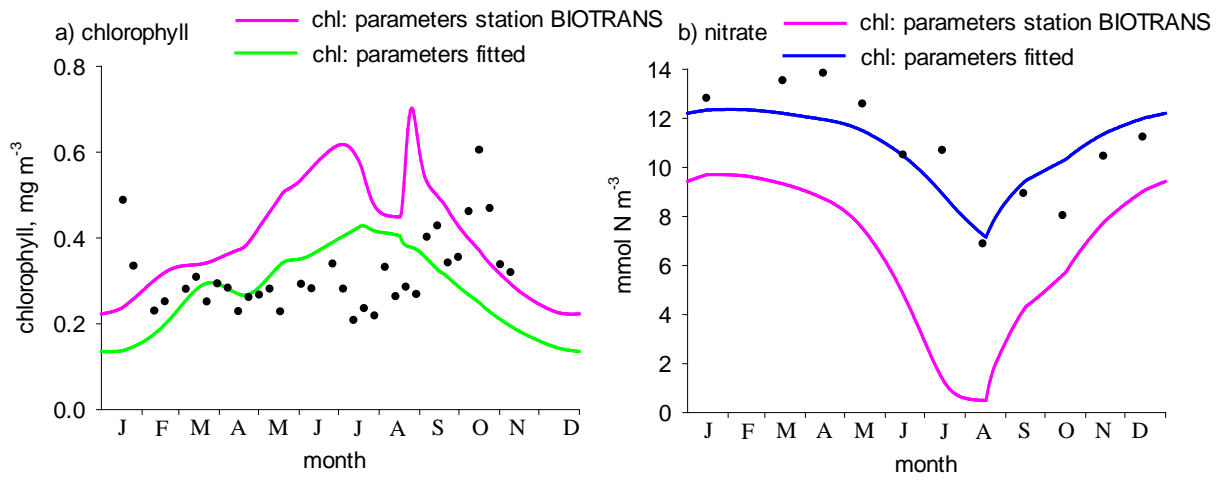 a) chlorophyll
chl: parameters station BIOTRANS
chl: parameters fitted
0.8
0.6
0.4
0.2
0.0
chlorophyll, mg m-3
J F M A M J J A S O N D
month
b) nitrate
chl: parameters station BIOTRANS
chl: parameters fitted
14
12
10
8
6
4
2
0
mmol N m-3
J F M A M J J A S O N D
month